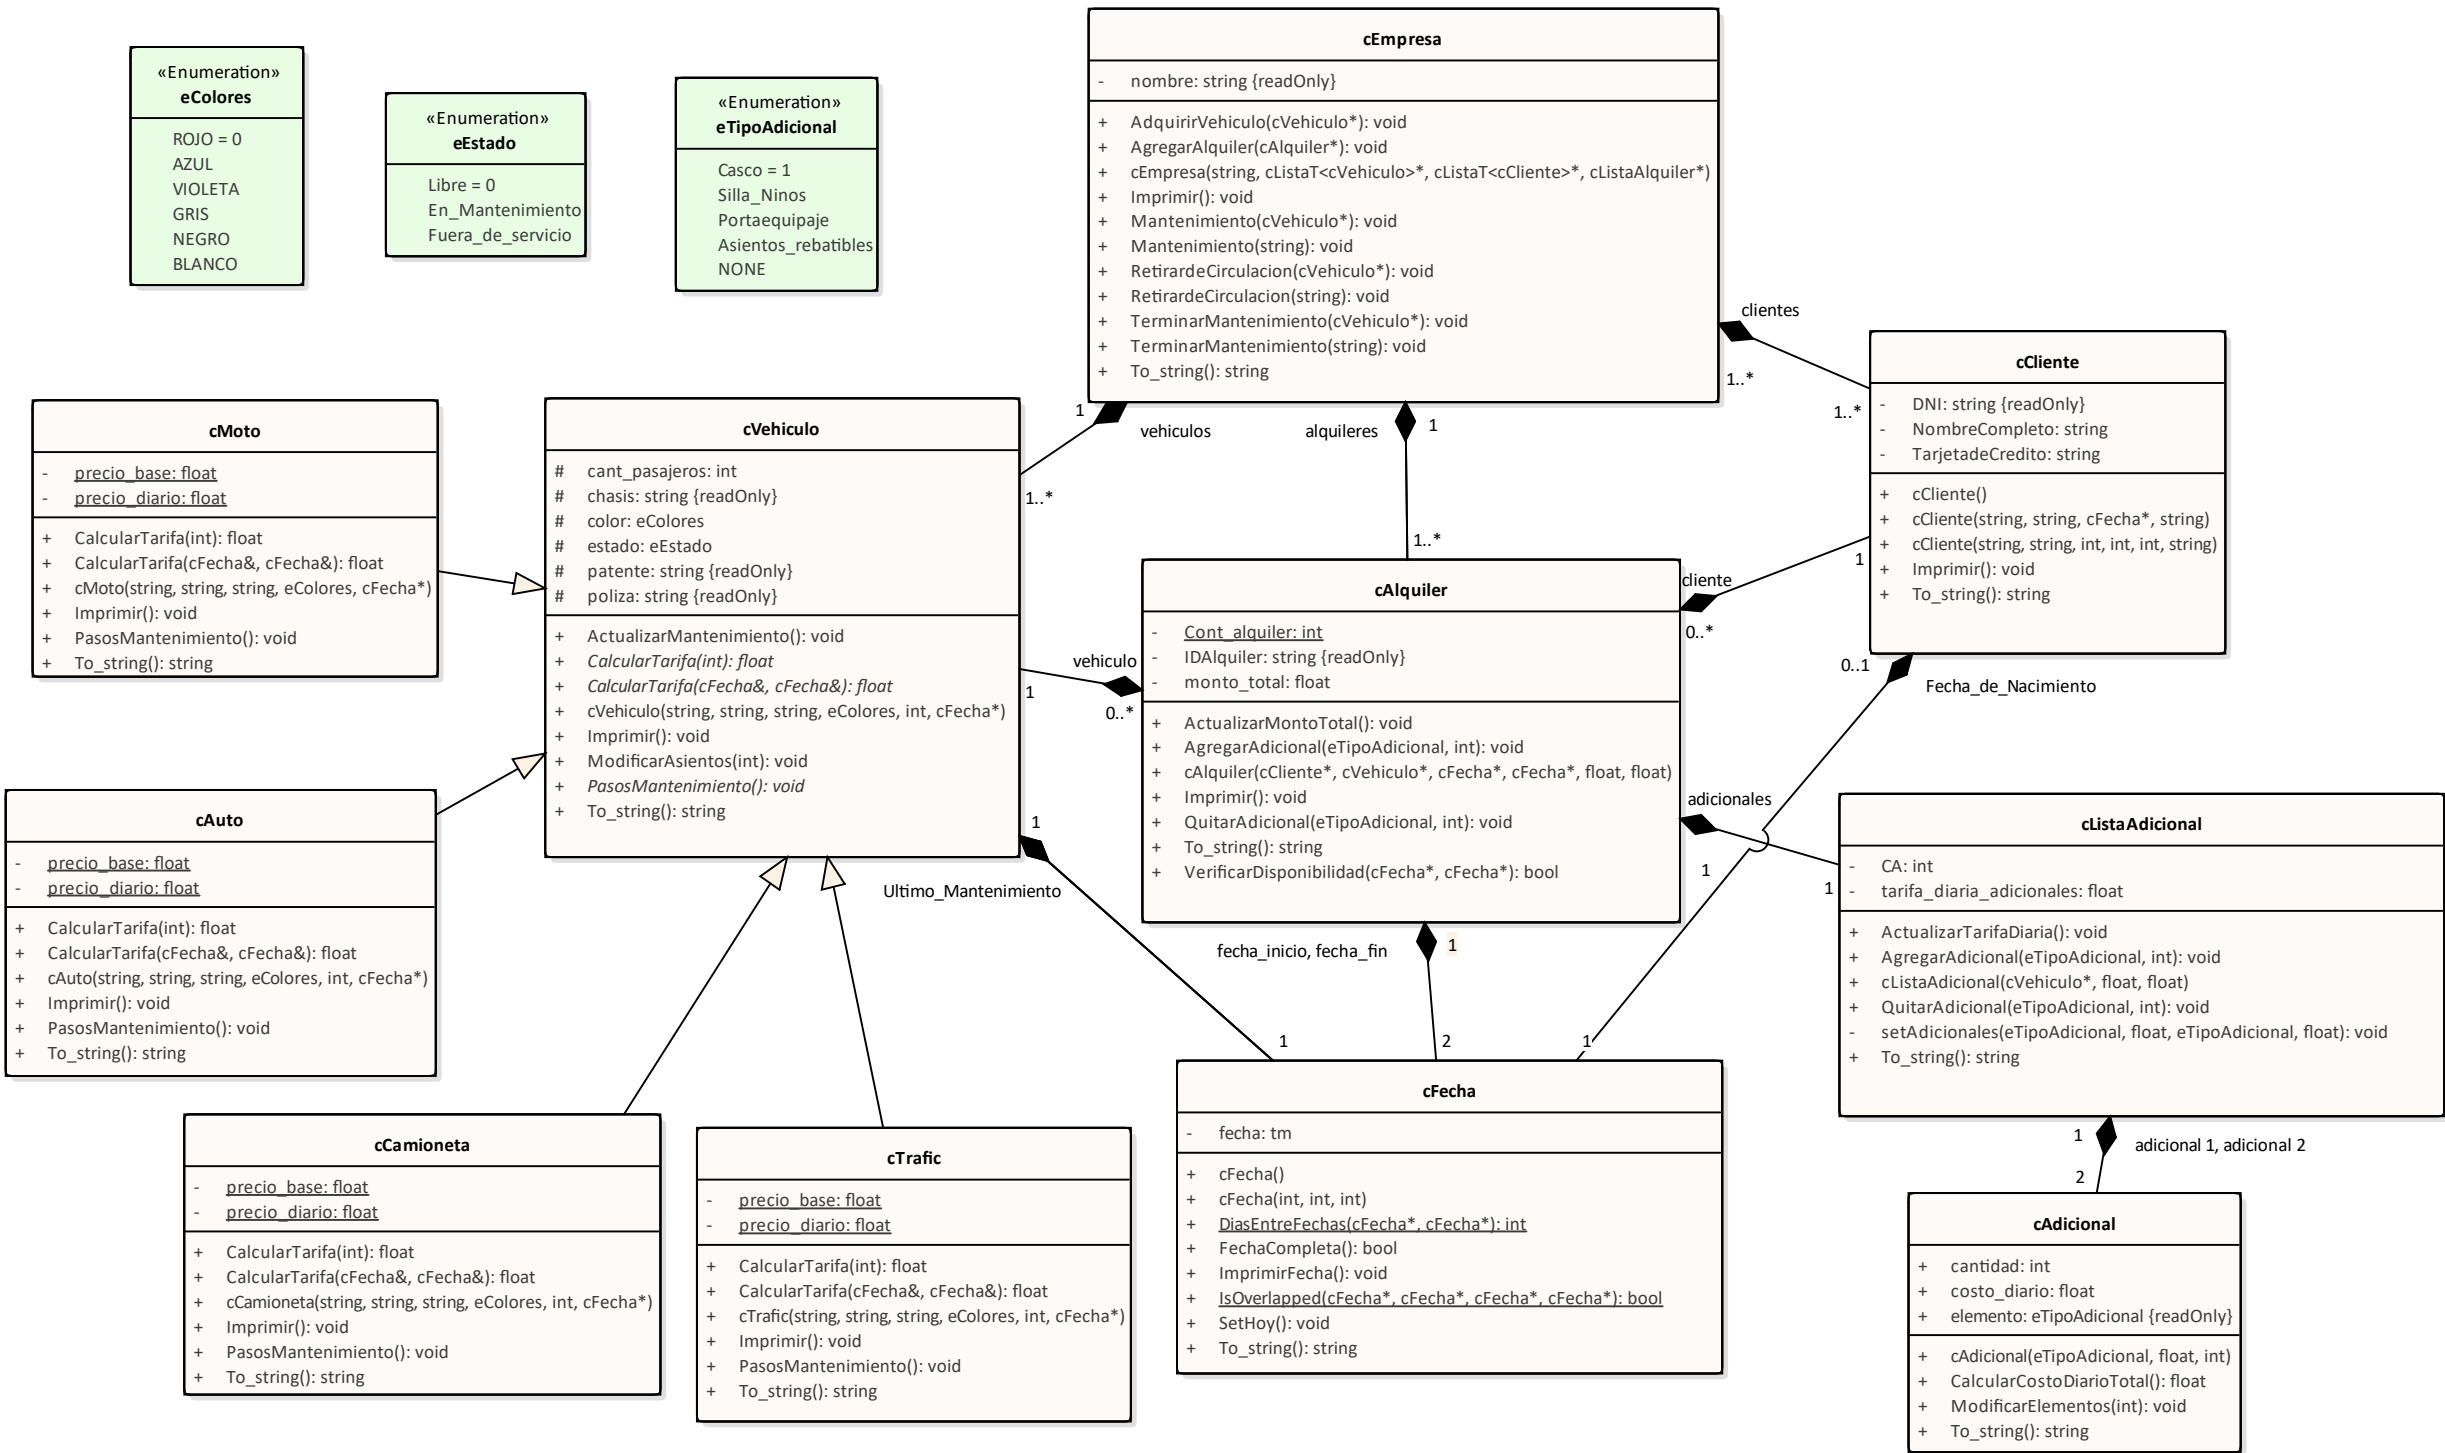 «Enumeration»
eColores
ROJO = 0
AZUL
VIOLETA
GRIS
NEGRO
BLANCO
«Enumeration»
eEstado
Libre = 0
En_Mantenimiento
Fuera_de_servicio
«Enumeration»
eTipoAdicional
Casco = 1
Silla_Ninos
Portaequipaje
Asientos_rebatibles
NONE
cEmpresa
- nombre: string {readOnly}
+ AdquirirVehiculo(cVehiculo*): void
+ AgregarAlquiler(cAlquiler*): void
+ cEmpresa(string, cListaT<cVehiculo>*, cListaT<cCliente>*, cListaAlquiler*)
+ Imprimir(): void
+ Mantenimiento(cVehiculo*): void
+ Mantenimiento(string): void
+ RetirardeCirculacion(cVehiculo*): void
+ RetirardeCirculacion(string): void
+ TerminarMantenimiento(cVehiculo*): void
+ TerminarMantenimiento(string): void
+ To_string(): string
clientes
1..*
1..*
1
vehiculos
1..*
alquileres
1
1..*
cCliente
- DNI: string {readOnly}
- NombreCompleto: string
- TarjetadeCredito: string
+ cCliente()
+ cCliente(string, string, cFecha*, string)
+ cCliente(string, string, int, int, int, string)
+ Imprimir(): void
+ To_string(): string
cMoto
- precio_base: float
- precio_diario: float
+ CalcularTarifa(int): float
+ CalcularTarifa(cFecha&, cFecha&): float
+ cMoto(string, string, string, eColores, cFecha*)
+ Imprimir(): void
+ PasosMantenimiento(): void
+ To_string(): string
cVehiculo
# cant_pasajeros: int
# chasis: string {readOnly}
# color: eColores
# estado: eEstado
# patente: string {readOnly}
# poliza: string {readOnly}
+ ActualizarMantenimiento(): void
+ CalcularTarifa(int): float
+ CalcularTarifa(cFecha&, cFecha&): float
+ cVehiculo(string, string, string, eColores, int, cFecha*)
+ Imprimir(): void
+ ModificarAsientos(int): void
+ PasosMantenimiento(): void
+ To_string(): string
vehiculo
1
0..*
cAlquiler
- Cont_alquiler: int
- IDAlquiler: string {readOnly}
- monto_total: float
+ ActualizarMontoTotal(): void
+ AgregarAdicional(eTipoAdicional, int): void
+ cAlquiler(cCliente*, cVehiculo*, cFecha*, cFecha*, float, float)
+ Imprimir(): void
+ QuitarAdicional(eTipoAdicional, int): void
+ To_string(): string
+ VerificarDisponibilidad(cFecha*, cFecha*): bool
cliente
1
0..*
0..1
Fecha_de_Nacimiento
1
adicionales
1
1
cAuto
- precio_base: float
- precio_diario: float
+ CalcularTarifa(int): float
+ CalcularTarifa(cFecha&, cFecha&): float
+ cAuto(string, string, string, eColores, int, cFecha*)
+ Imprimir(): void
+ PasosMantenimiento(): void
+ To_string(): string
1
Ultimo_Mantenimiento
1
fecha_inicio, fecha_fin
1
2
cListaAdicional
- CA: int
- tarifa_diaria_adicionales: float
+ ActualizarTarifaDiaria(): void
+ AgregarAdicional(eTipoAdicional, int): void
+ cListaAdicional(cVehiculo*, float, float)
+ QuitarAdicional(eTipoAdicional, int): void
- setAdicionales(eTipoAdicional, float, eTipoAdicional, float): void
+ To_string(): string
1
adicional 1, adicional 2
2
cCamioneta
- precio_base: float
- precio_diario: float
+ CalcularTarifa(int): float
+ CalcularTarifa(cFecha&, cFecha&): float
+ cCamioneta(string, string, string, eColores, int, cFecha*)
+ Imprimir(): void
+ PasosMantenimiento(): void
+ To_string(): string
cTrafic
- precio_base: float
- precio_diario: float
+ CalcularTarifa(int): float
+ CalcularTarifa(cFecha&, cFecha&): float
+ cTrafic(string, string, string, eColores, int, cFecha*)
+ Imprimir(): void
+ PasosMantenimiento(): void
+ To_string(): string
cFecha
- fecha: tm
+ cFecha()
+ cFecha(int, int, int)
+ DiasEntreFechas(cFecha*, cFecha*): int
+ FechaCompleta(): bool
+ ImprimirFecha(): void
+ IsOverlapped(cFecha*, cFecha*, cFecha*, cFecha*): bool
+ SetHoy(): void
+ To_string(): string
cAdicional
+ cantidad: int
+ costo_diario: float
+ elemento: eTipoAdicional {readOnly}
+ cAdicional(eTipoAdicional, float, int)
+ CalcularCostoDiarioTotal(): float
+ ModificarElementos(int): void
+ To_string(): string